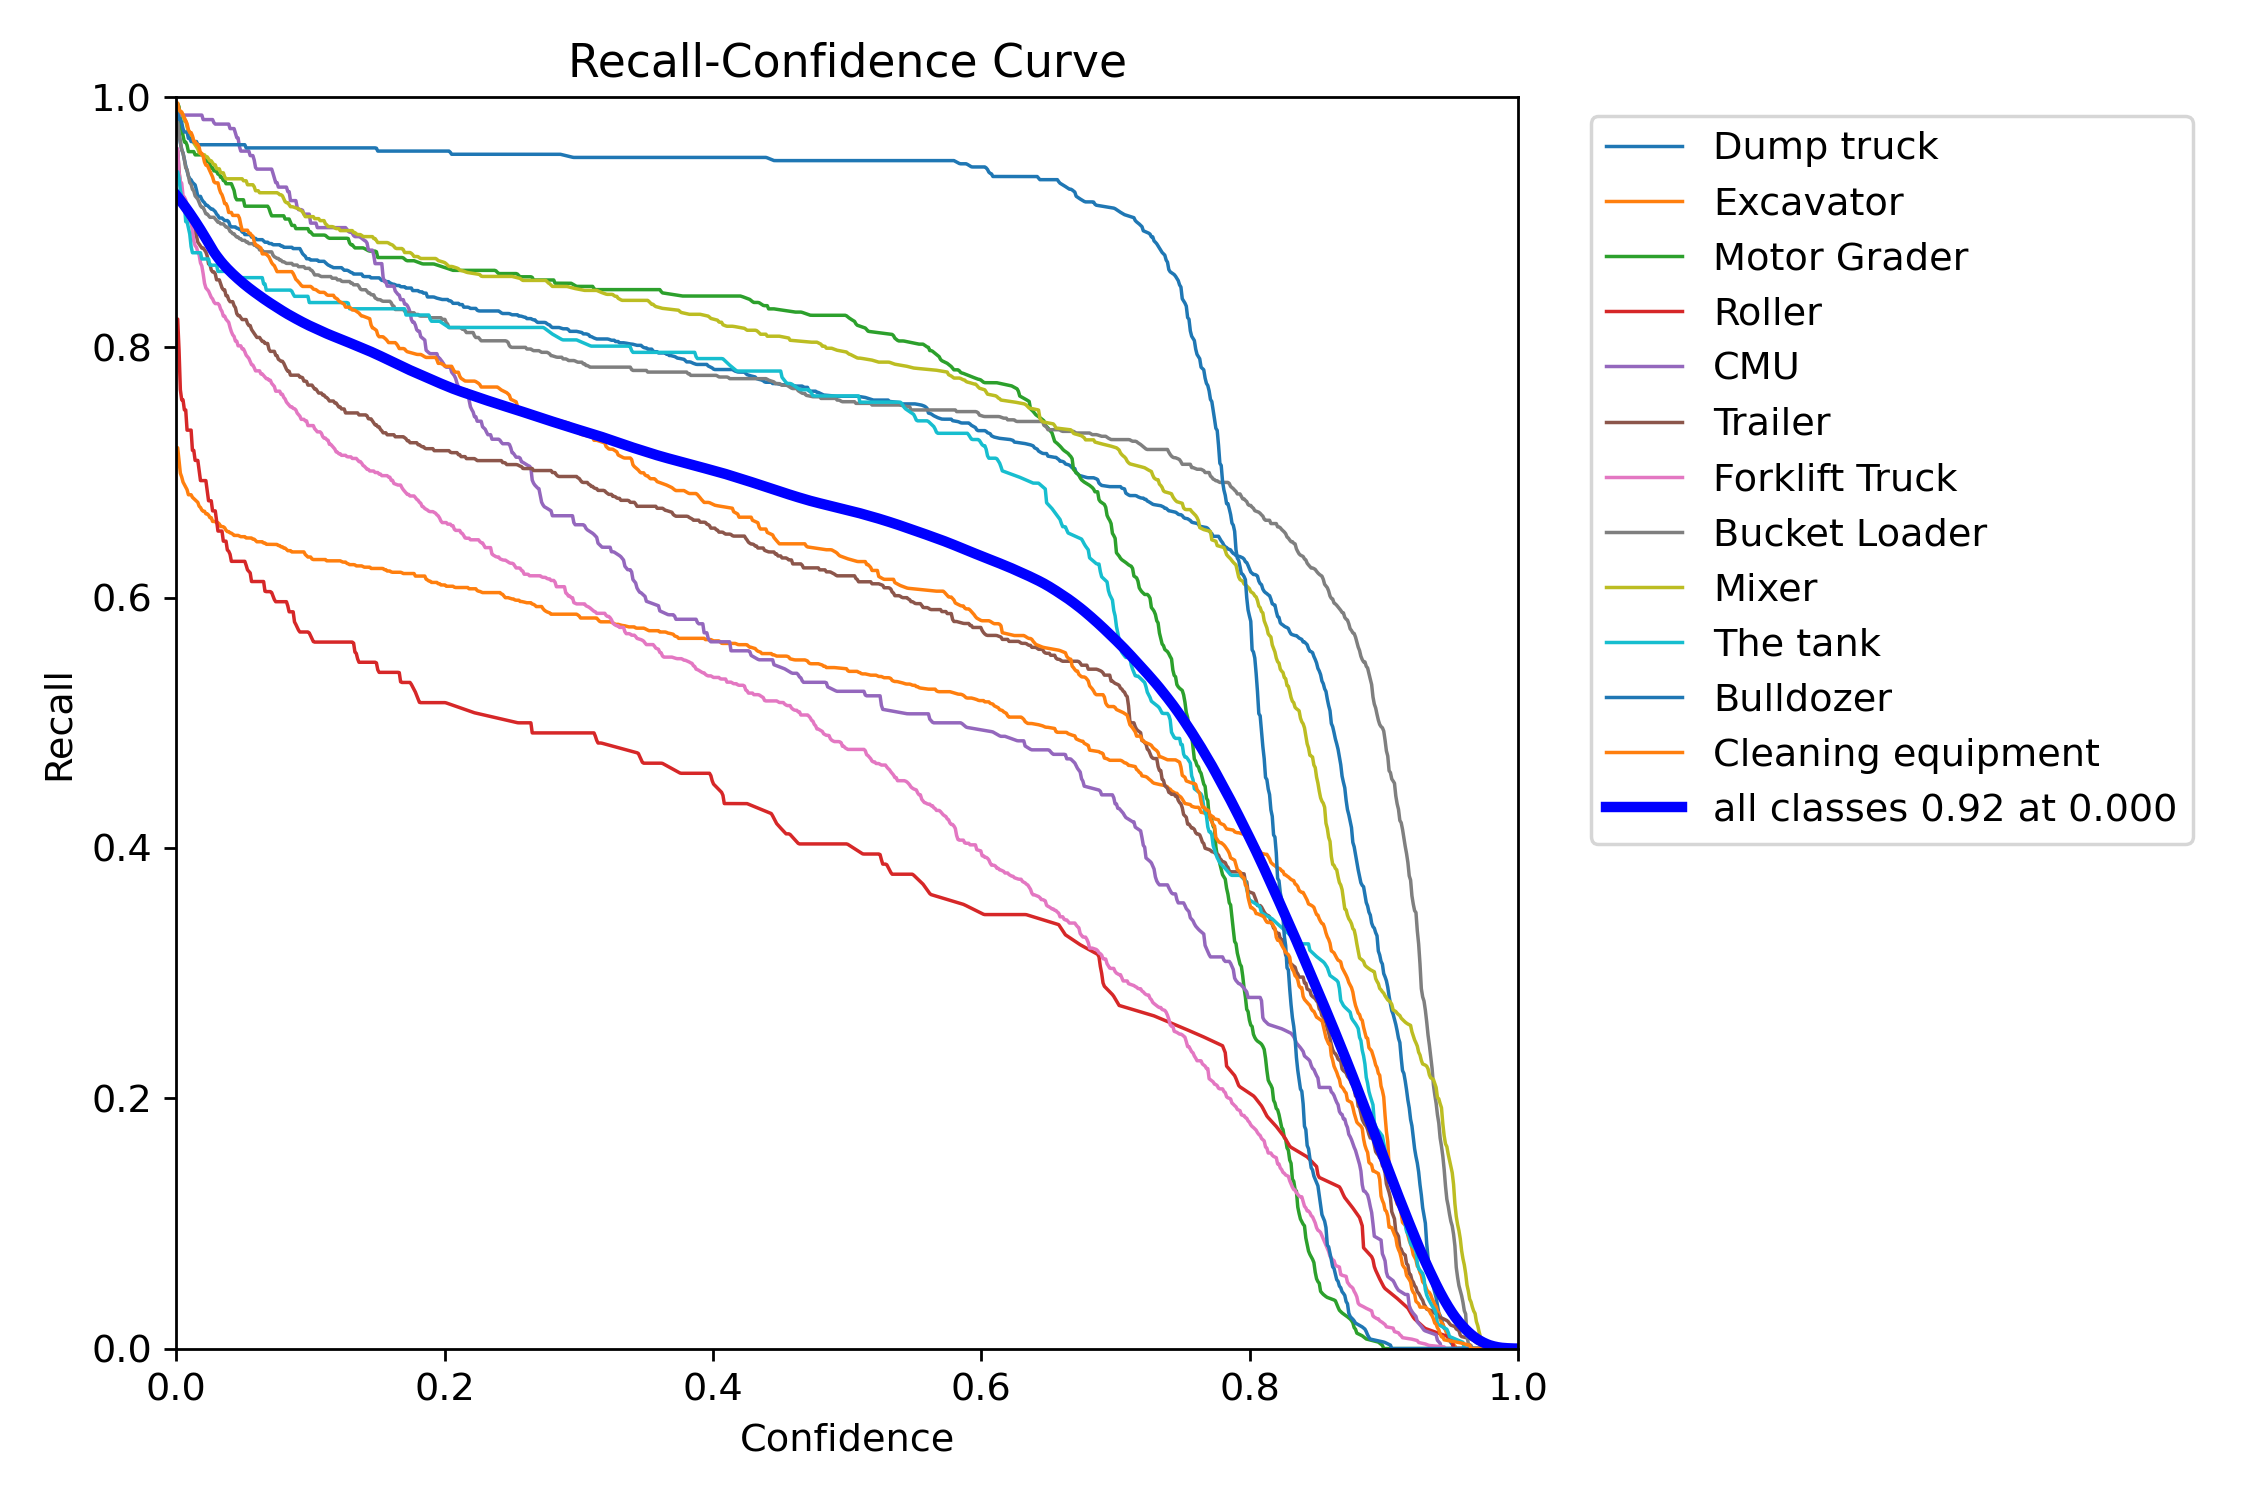 Recall-Confidence Curve
1.0
0.8
0.6
0.4
0.2
0.0
Recall
0.0 0.2 0.4 0.6 0.8 1.0
Confidence
Dump truck
Excavator
Motor Grader
Roller
CMU
Trailer
Forklift Truck
Bucket Loader
Mixer
The tank
Bulldozer
Cleaning equipment
all classes 0.92 at 0.000